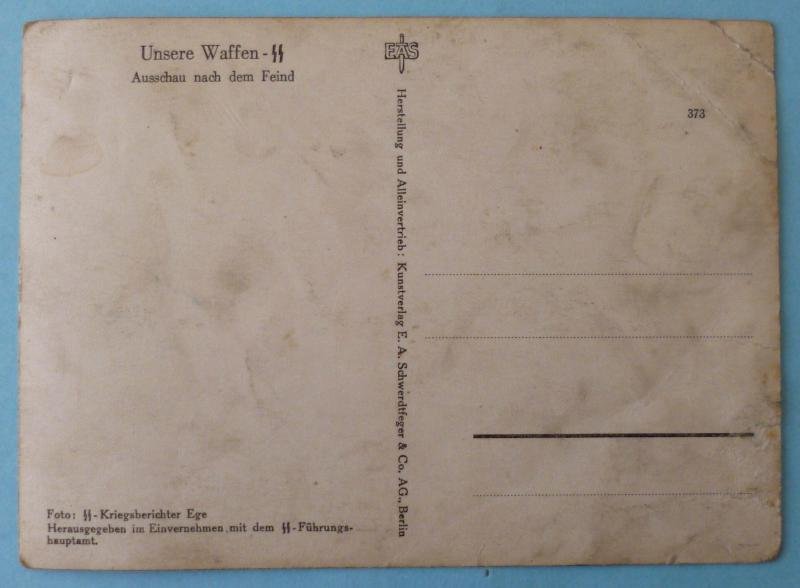 Unsere Waffen-ᛋᛋ
Ausschau nach dem Feind
EAS
Herstellung und Alleinvertrieb: Kunstverlag E. A. Schwerdtfeger & Co. AG., Berlin
373
Foto: ᛋᛋ-Kriegsberichter Ege
Herausgegeben im Einvernehmen mit dem ᛋᛋ-Führungs-
hauptamt.